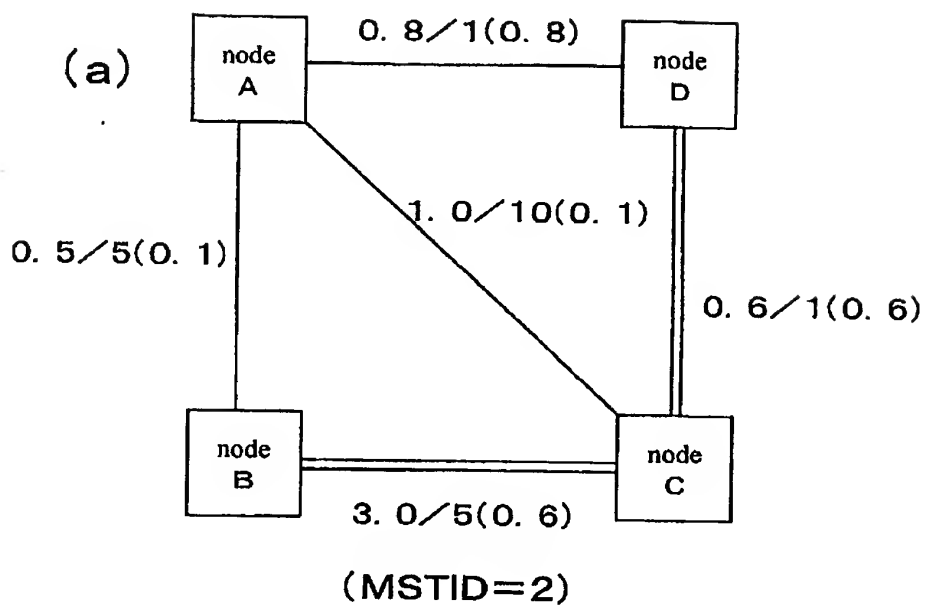 (a)
node
A
0. 8/1(0. 8)
node
D
1. 0/10(0. 1)
0. 5/5(0. 1)
0. 6/1(0. 6)
node
B
node
C
3. 0/5(0. 6)
(MSTID=2)